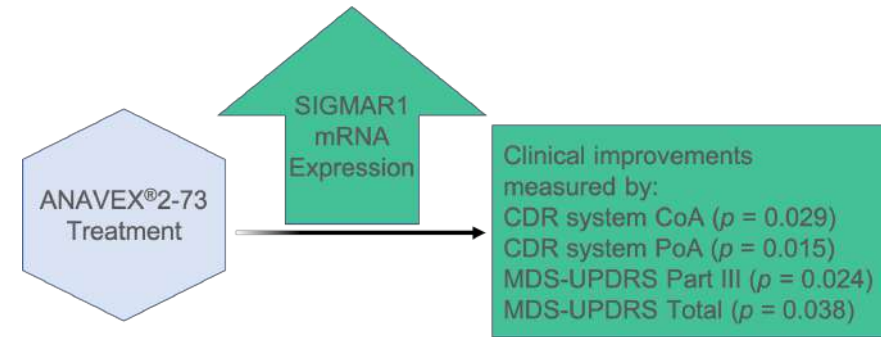 SIGMAR1
mRNA
Expression
ANAVEX®2-73
Treatment
Clinical improvements
measured by:
CDR system CoA (p = 0.029)
CDR system PoA (p = 0.015)
MDS-UPDRS Part III (p = 0.024)
MDS-UPDRS Total (p = 0.038)